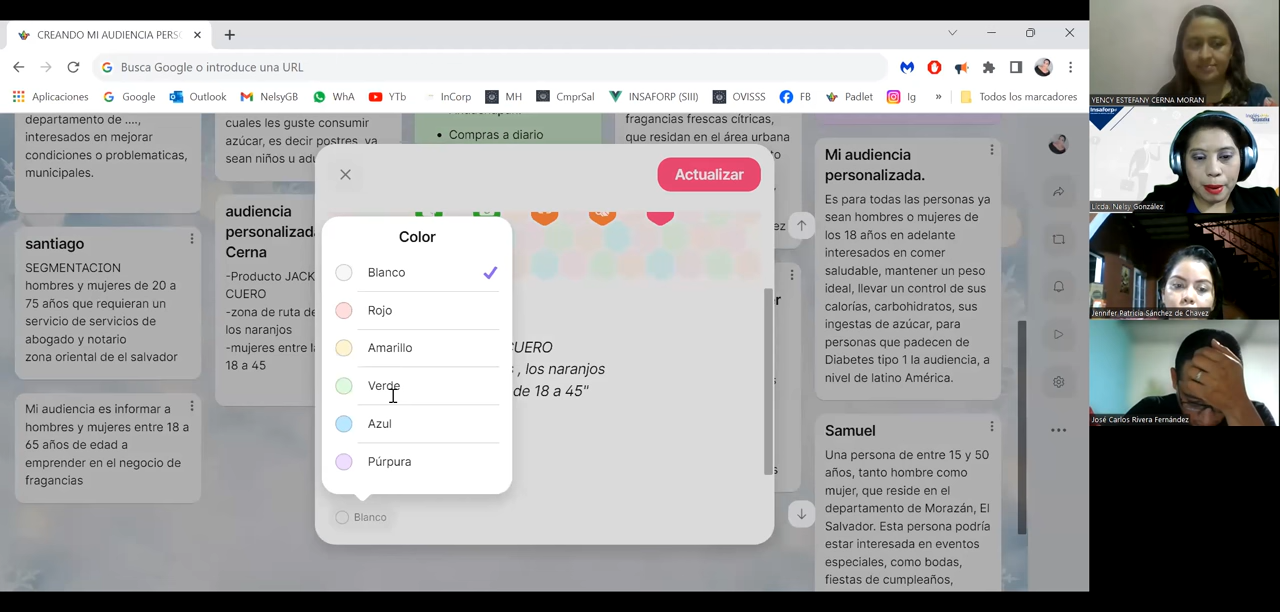 CREANDO MI AUDIENCIA PERSO
Busca Google o introduce una URL
Aplicaciones
Google
Outlook
NelsyGB
WhA
YTb
InCorp
MH
CmprSal
INSAFORP (SIII)
OVISSS
FB
Padlet
Ig
»
Todos los marcadores
departamento de ....,
interesados en mejorar
condiciones o problematicas,
municipales.
santiago
SEGMENTACION
hombres y mujeres de 20 a
75 años que requieran un
servicio de servicios de
abogado y notario
zona oriental de el salvador
Mi audiencia es informar a
hombres y mujeres entre 18 a
65 años de edad a
emprender en el negocio de
fragancias
cuales les guste consumir
azúcar, es decir postres, ya
sean niños u adu
audiencia
personalizada
Cerna
-Producto JACK
CUERO
-zona de ruta de
los naranjos
-mujeres entre l
18 a 45
Compras a diario
fragancias frescas cítricas,
que residan en el área urbana
Actualizar
CUERO
, los naranjos
de 18 a 45"
Color
Blanco
Rojo
Amarillo
Verde
Azul
Púrpura
Blanco
Mi audiencia
personalizada.
Es para todas las personas ya
sean hombres o mujeres de
los 18 años en adelante
interesados en comer
saludable, mantener un peso
ideal, llevar un control de sus
calorías, carbohidratos, sus
ingestas de azúcar, para
personas que padecen de
Diabetes tipo 1 la audiencia, a
nivel de latino América.
Samuel
Una persona de entre 15 y 50
años, tanto hombre como
mujer, que reside en el
departamento de Morazán, El
Salvador. Esta persona podría
estar interesada en eventos
especiales, como bodas,
fiestas de cumpleaños,
YENCY ESTEFANY CERNA MORAN
Insaforp
Licda. Nelsy González
Jennifer Patricia Sánchez de Chávez
José Carlos Rivera Fernández